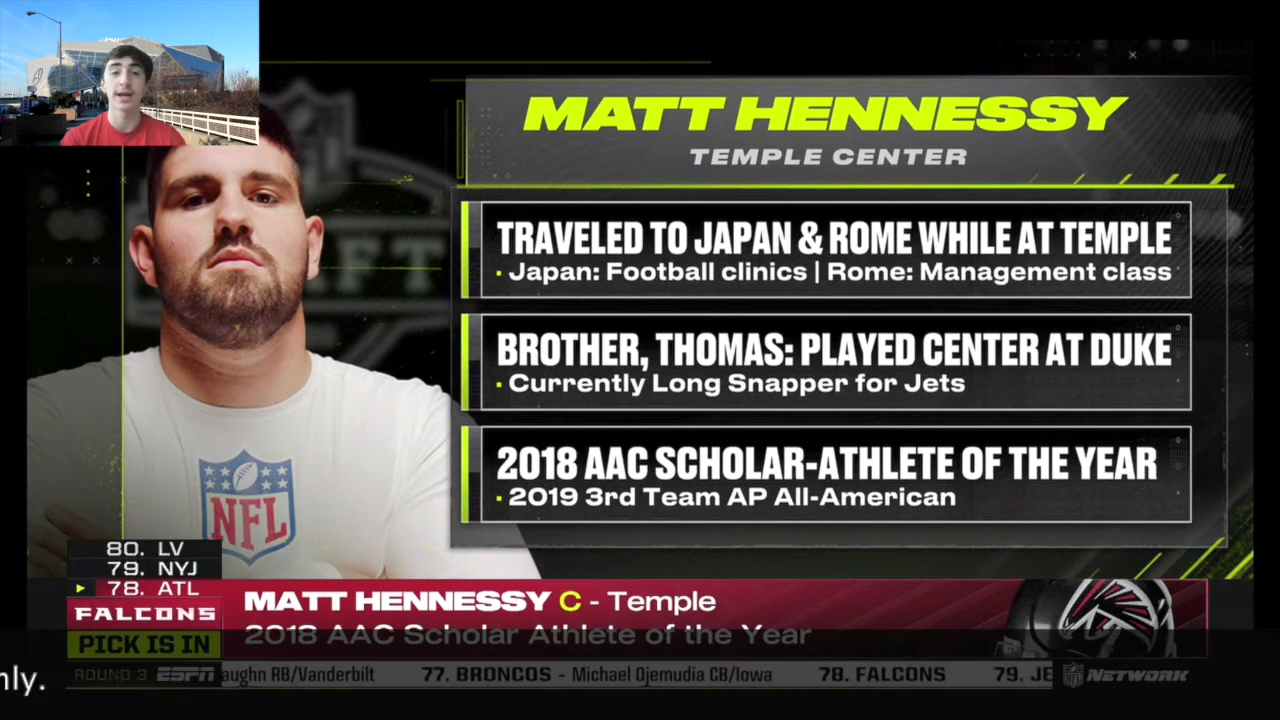 MATT HENNESSY
TEMPLE CENTER
TRAVELED TO JAPAN & ROME WHILE AT TEMPLE
· Japan: Football clinics | Rome: Management class
BROTHER, THOMAS: PLAYED CENTER AT DUKE
· Currently Long Snapper for Jets
2018 AAC SCHOLAR-ATHLETE OF THE YEAR
· 2019 3rd Team AP All-American
NFL
80. LV
79. NYJ
78. ATL
FALCONS
PICK IS IN
MATT HENNESSY C - Temple
2018 AAC Scholar Athlete of the Year
nly.
ROUND 3 ESPN aughn RB/Vanderbilt 77. BRONCOS - Michael Ojemudia CB/Iowa 78. FALCONS 79. JE NFL NETWORK